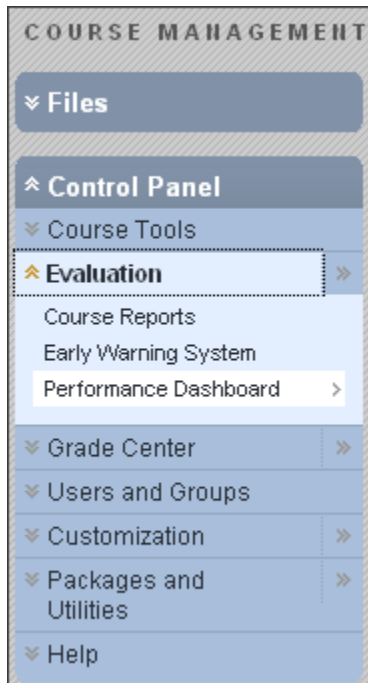 COURSE MANAGEMENT
Files
Control Panel
Course Tools
Evaluation
Course Reports
Early Warning System
Performance Dashboard
Grade Center
Users and Groups
Customization
Packages and
Utilities
Help